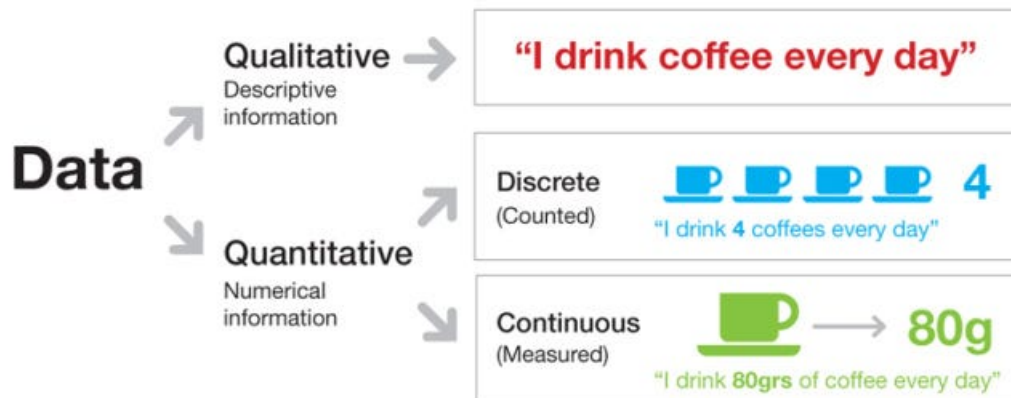 Data
Qualitative
Descriptive
information
“I drink coffee every day”
Quantitative
Numerical
information
Discrete
(Counted)
4
“I drink 4 coffees every day”
Continuous
(Measured)
80g
“I drink 80grs of coffee every day”